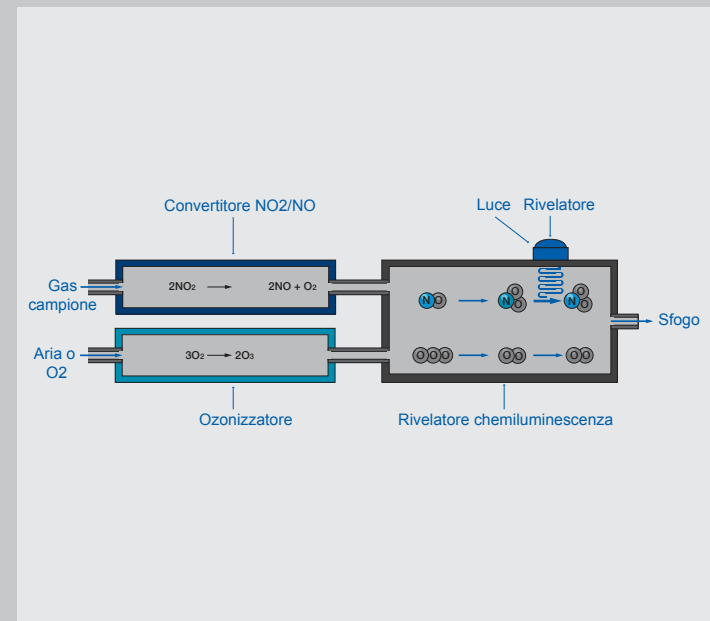 Convertitore NO2/NO
Luce
Rivelatore
Gas
campione
2NO₂
2NO + O₂
N O
N O O
N O O
Sfogo
Aria o
O2
3O₂
2O₃
O O O
O O
O O
Ozonizzatore
Rivelatore chemiluminescenza